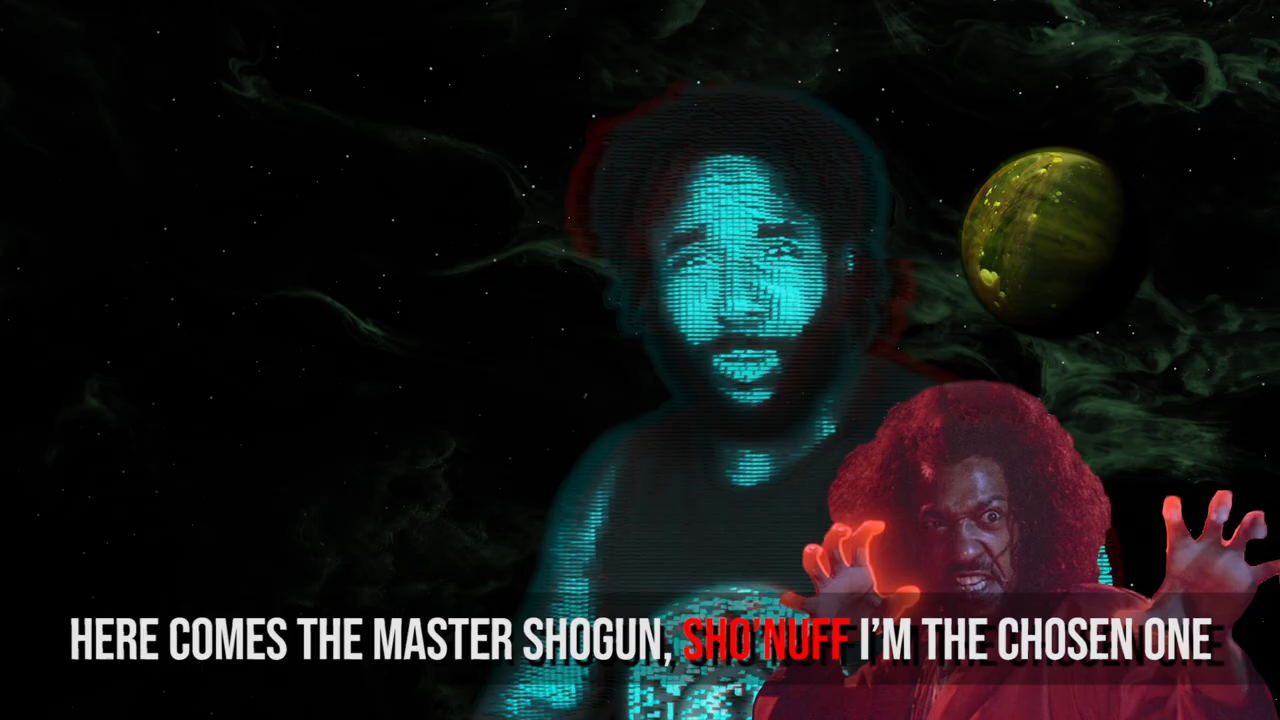 HERE COMES THE MASTER SHOGUN, SHO'NUFF I'M THE CHOSEN ONE